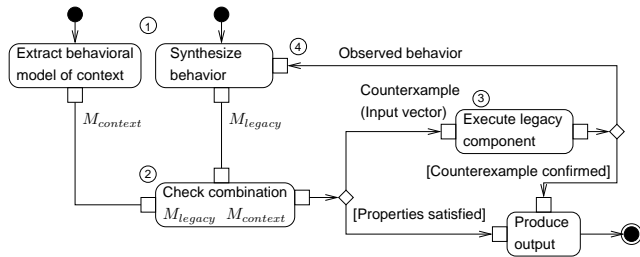 ①
Extract behavioral
model of context
Synthesize
behavior
④
Observed behavior
M_context
M_legacy
Counterxample
(Input vector)
③
Execute legacy
component
②
Check combination
M_legacy M_context
[Counterexample confirmed]
[Properties satisfied]
Produce
output